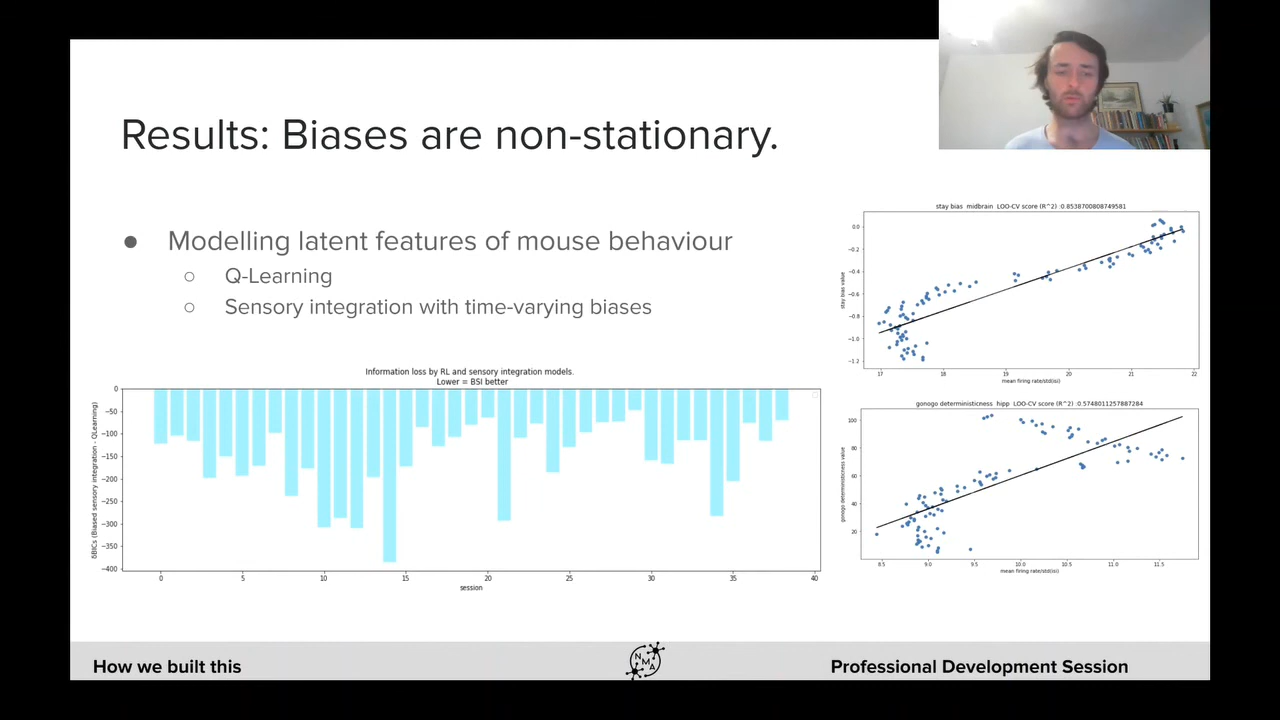 Results: Biases are non-stationary.
● Modelling latent features of mouse behaviour
○ Q-Learning
○ Sensory integration with time-varying biases
Information loss by RL and sensory integration models.
Lower = BSI better
δBICs (Biased sensory integration - QLearning)
0
−50
−100
−150
−200
−250
−300
−350
−400
0 5 10 15 20 25 30 35 40
session
stay bias midbrain LOO-CV score (R^2) :0.8538700808749581
stay bias value
0.0
−0.2
−0.4
−0.6
−0.8
−1.0
−1.2
17 18 19 20 21 22
mean firing rate/std(isi)
gonogo deterministicness hipp LOO-CV score (R^2) :0.5748011257887284
gonogo deterministicness value
100
80
60
40
20
8.5 9.0 9.5 10.0 10.5 11.0 11.5
mean firing rate/std(isi)
How we built this
NMA
Professional Development Session